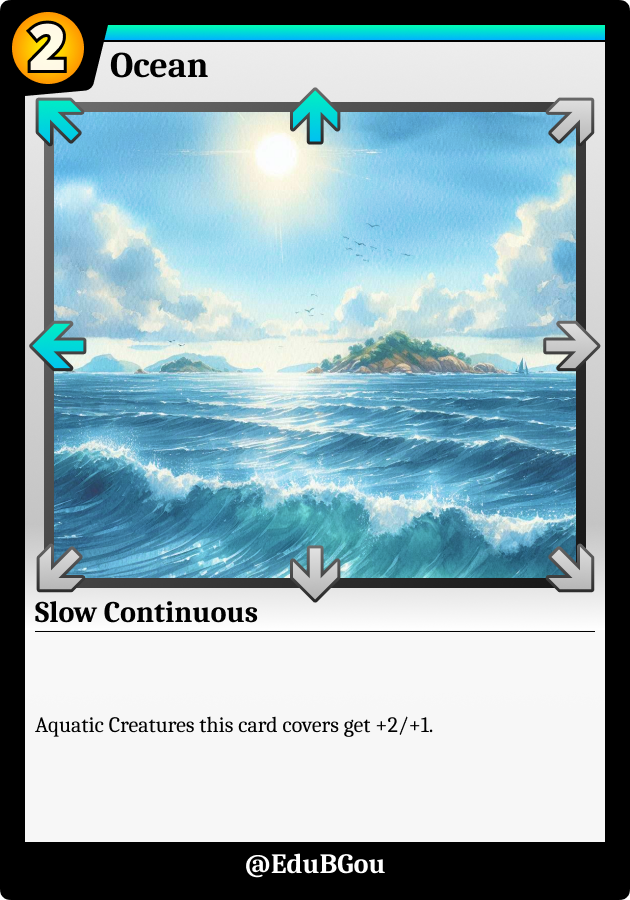 2
Ocean
Slow Continuous
Aquatic Creatures this card covers get +2/+1.
@EduBGou